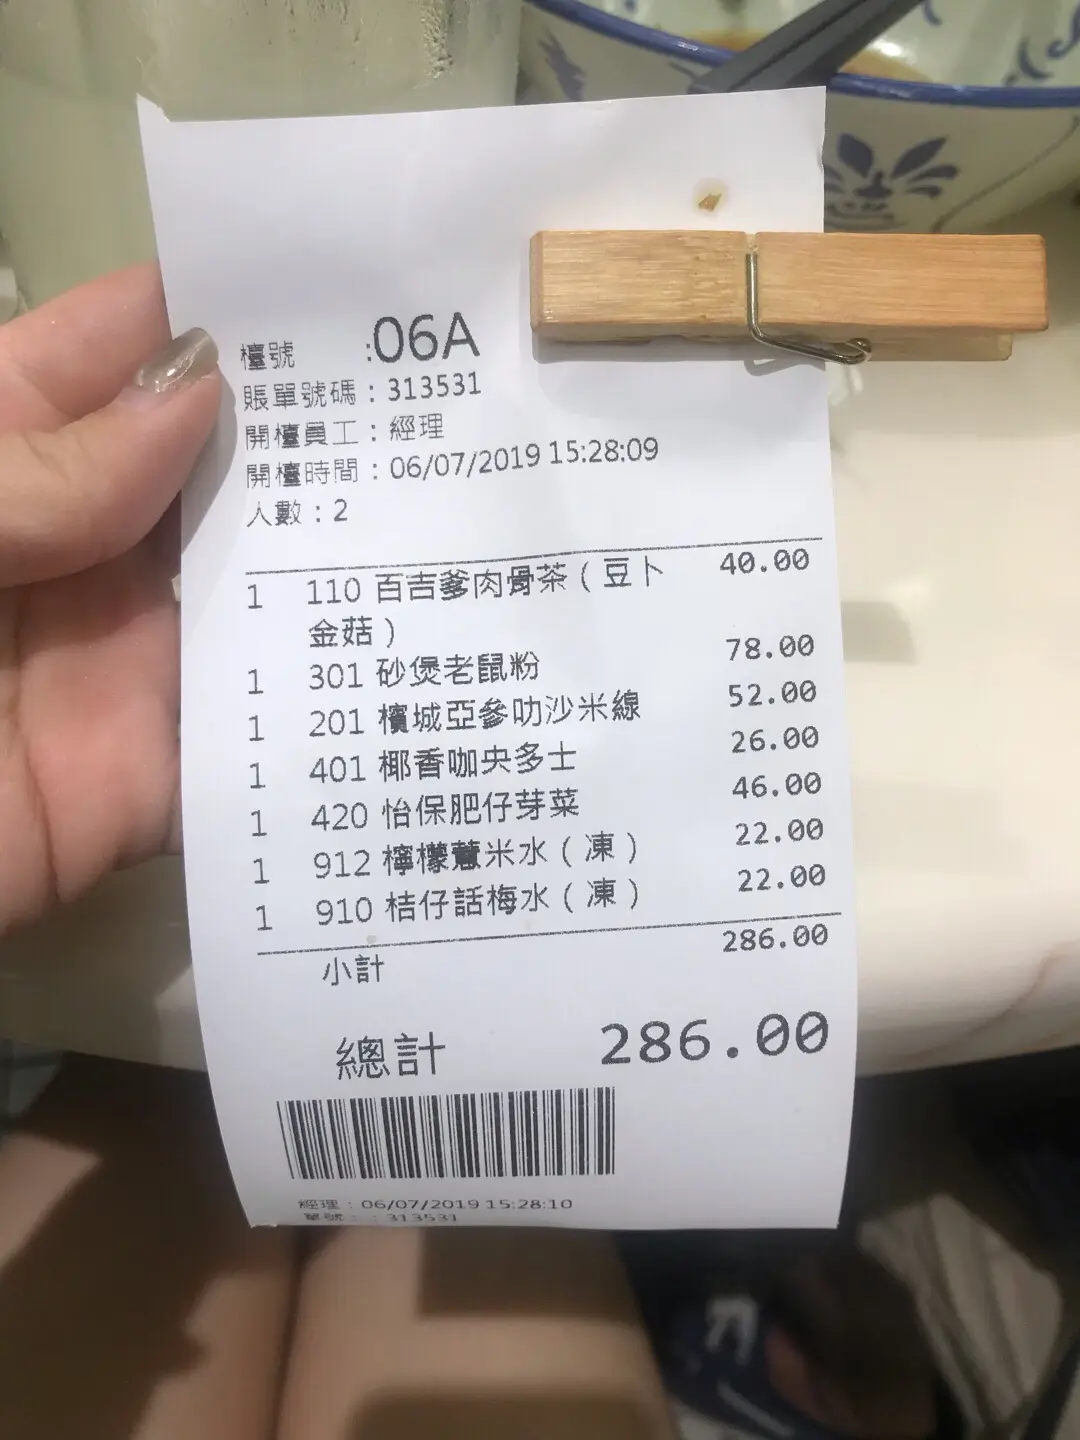 檯號 :06A
賬單號碼：313531
開檯員工：經理
開檯時間：06/07/2019 15:28:09
人數：2
1 110 百吉爹肉骨茶（豆卜 40.00
金菇）
1 301 砂煲老鼠粉 78.00
1 201 檳城亞參叻沙米線 52.00
1 401 椰香咖央多士 26.00
1 420 怡保肥仔芽菜 46.00
1 912 檸檬薏米水（凍） 22.00
1 910 桔仔話梅水（凍） 22.00
小計 286.00
總計 286.00
經理：06/07/2019 15:28:10
單號：：313531